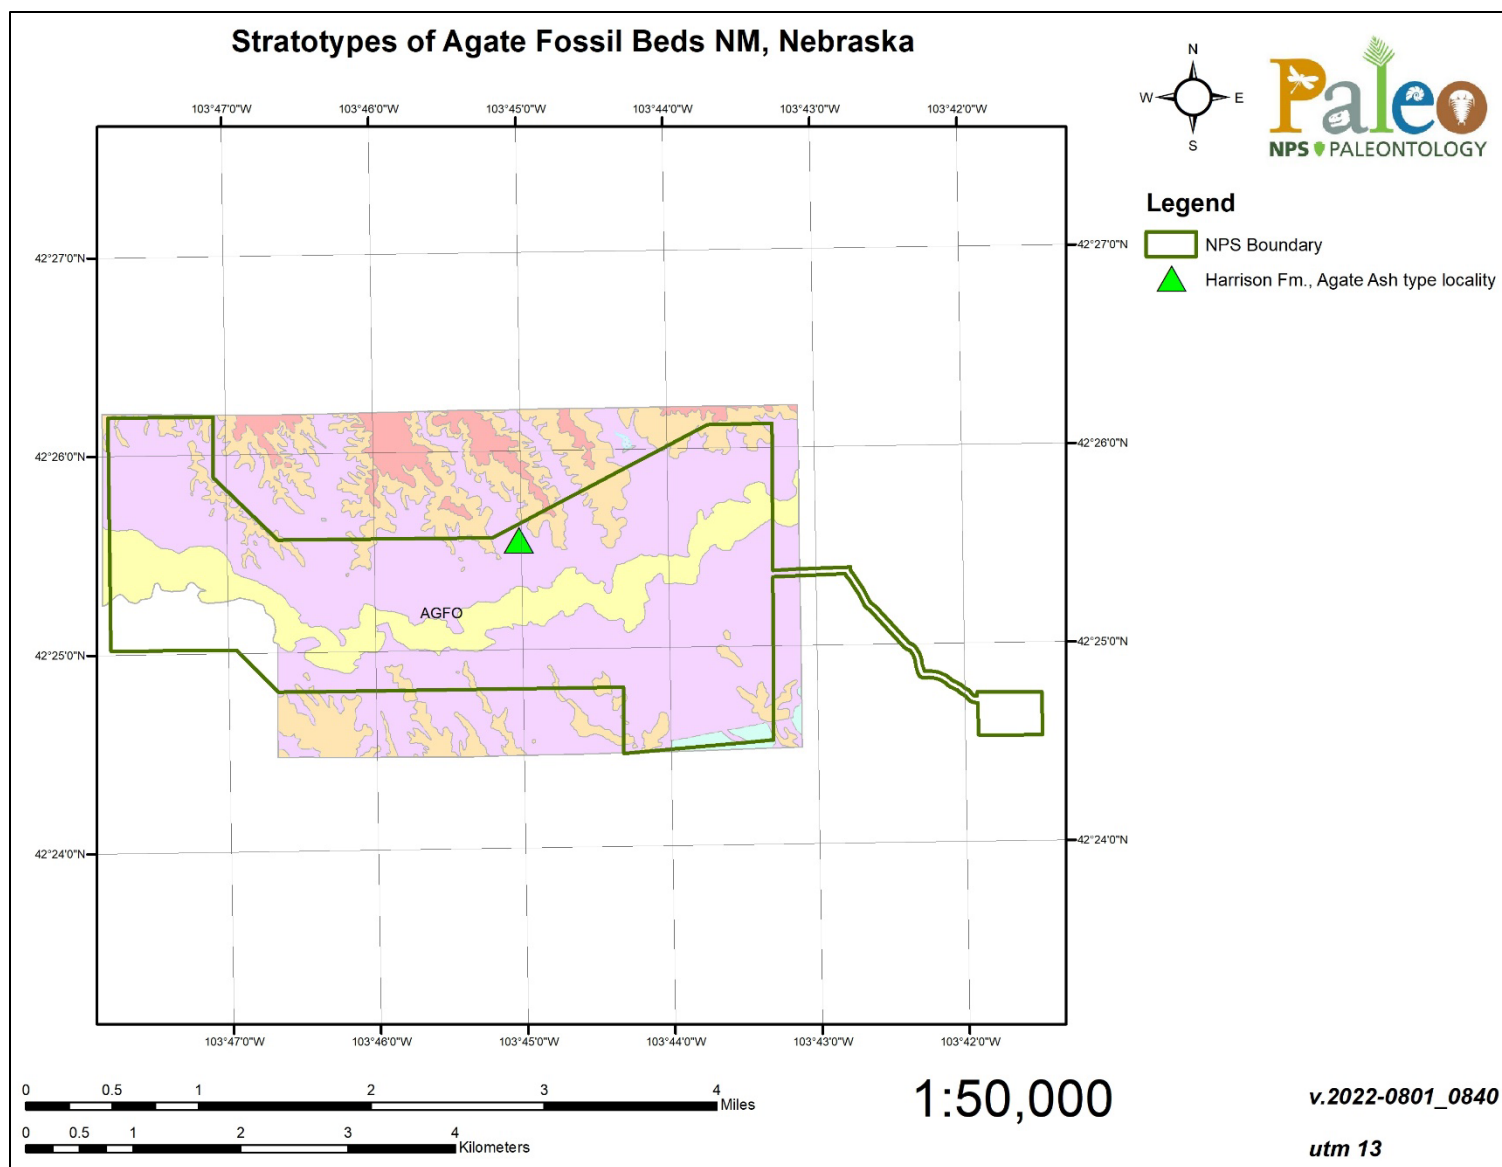 Stratotypes of Agate Fossil Beds NM, Nebraska
N
W E
S
Paleo
NPS PALEONTOLOGY
Legend
NPS Boundary
Harrison Fm., Agate Ash type locality
103°47'0"W 103°46'0"W 103°45'0"W 103°44'0"W 103°43'0"W 103°42'0"W
42°27'0"N 42°27'0"N
42°26'0"N 42°26'0"N
AGFO
42°25'0"N 42°25'0"N
42°24'0"N 42°24'0"N
103°47'0"W 103°46'0"W 103°45'0"W 103°44'0"W 103°43'0"W 103°42'0"W
0 0.5 1 2 3 4
Miles
0 0.5 1 2 3 4
Kilometers
1:50,000
v.2022-0801_0840
utm 13